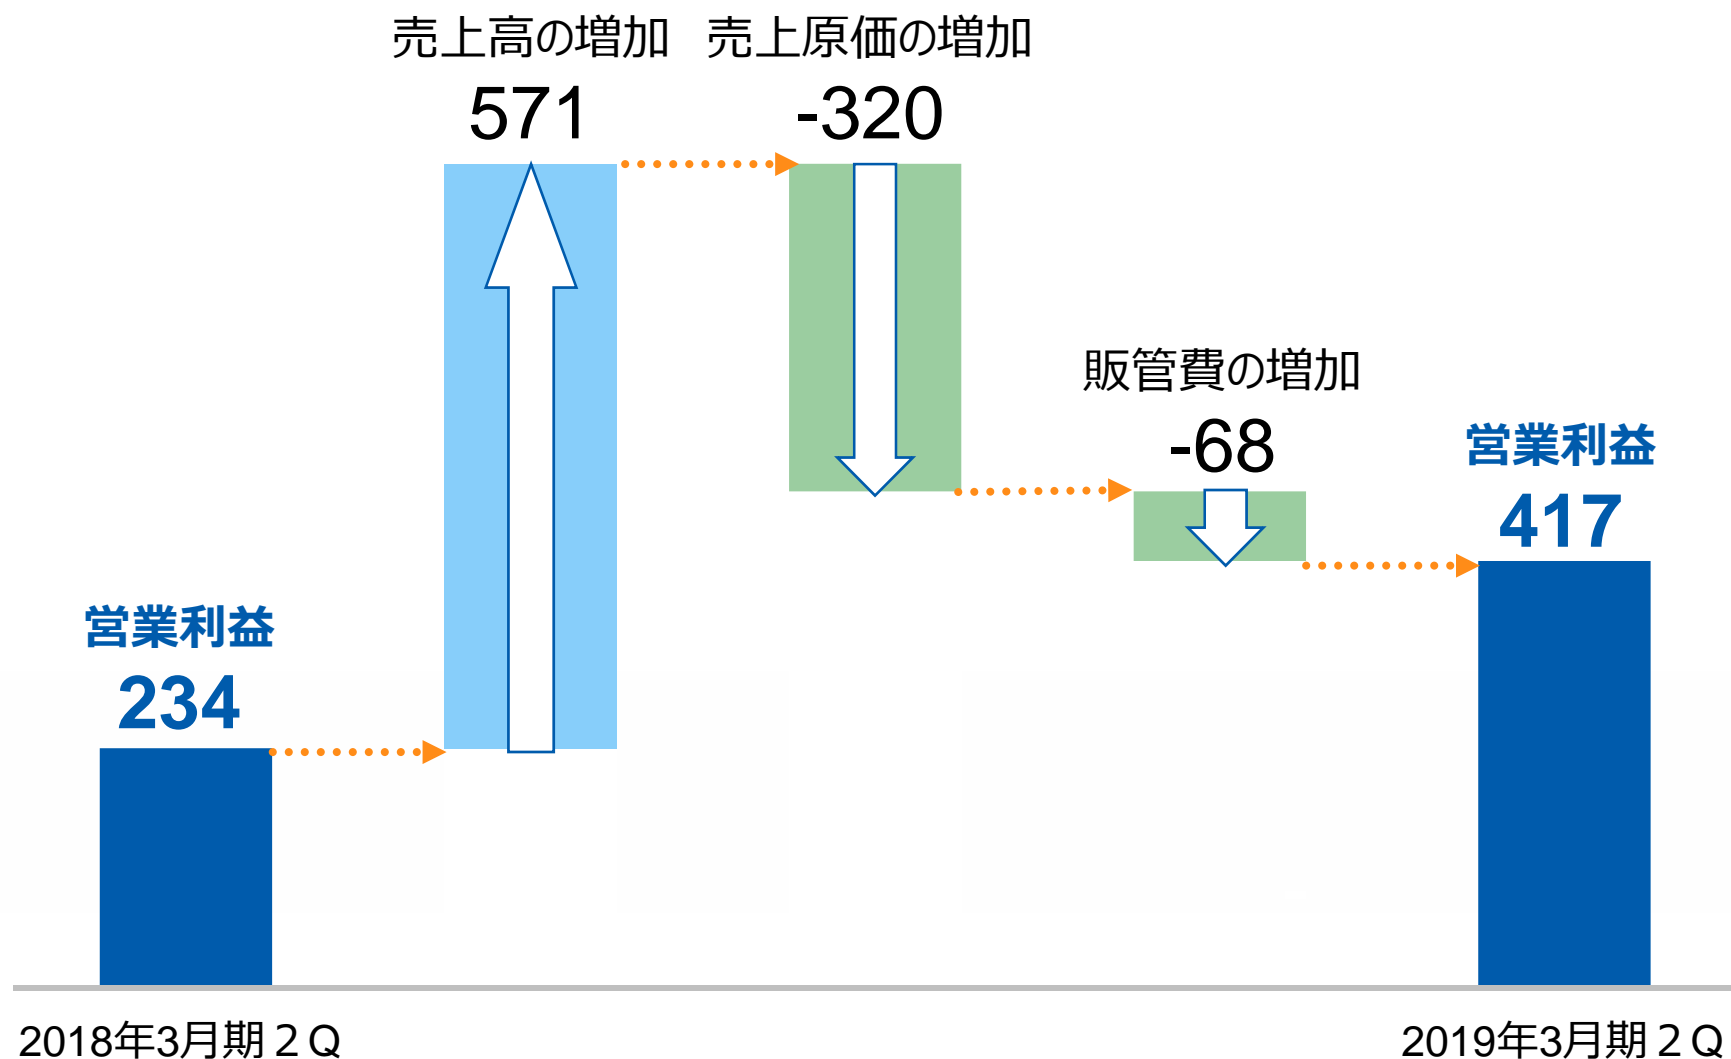 売上高の増加
571
売上原価の増加
-320
販管費の増加
-68
営業利益
417
営業利益
234
2018年3月期２Q
2019年3月期２Q